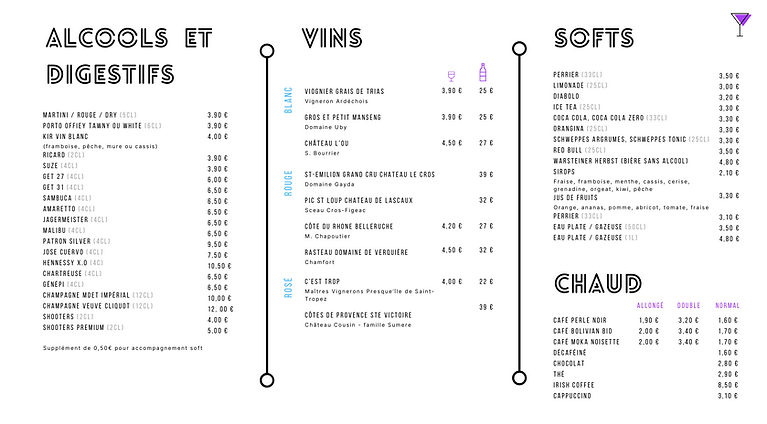 ALCOOLS ET
DIGESTIFS
MARTINI / ROUGE / DRY (5CL) 3,90 €
PORTO OFFIEY TAWNY OU WHITE (6CL) 3,90 €
KIR VIN BLANC 4,00 €
(framboise, pêche, mure ou cassis)
RICARD (2CL) 3,90 €
SUZE (4CL) 3,90 €
GET 27 (4CL) 6,00 €
GET 31 (4CL) 6,00 €
SAMBUCA (4CL) 6,50 €
AMARETTO (4CL) 6,50 €
JAGERMEISTER (4CL) 6,50 €
MALIBU (4CL) 6,50 €
PATRON SILVER (4CL) 9,50 €
JOSE CUERVO (4CL) 7,50 €
HENNESSY X.O (4C) 10,50 €
CHARTREUSE (4CL) 6,50 €
GÉNÉPI (4CL) 6,50 €
CHAMPAGNE MOET IMPÉRIAL (12CL) 10,00 €
CHAMPAGNE VEUVE CLIQUOT (12CL) 12, 00 €
SHOOTERS (2CL) 4,00 €
SHOOTERS PREMIUM (2CL) 5,00 €
Supplément de 0,50€ pour accompagnement soft
VINS
BLANC
VIOGNIER GRAIS DE TRIAS 3,90 € 25 €
Vigneron Ardéchois
GROS ET PETIT MANSENG 3,90 € 25 €
Domaine Uby
CHÂTEAU L'OU 4,50 € 27 €
S. Bourrier
ROUGE
ST-EMILION GRAND CRU CHATEAU LE CROS 39 €
Domaine Gayda
PIC ST LOUP CHATEAU DE LASCAUX 32 €
Sceau Cros-Figeac
CÔTE DU RHONE BELLERUCHE 4,20 € 27 €
M. Chapoutier
RASTEAU DOMAINE DE VERQUIÈRE 4,50 € 32 €
Chamfort
ROSÉ
C'EST TROP 4,00 € 22 €
Maîtres Vignerons Presque'île de Saint-
Tropez
39 €
CÔTES DE PROVENCE STE VICTOIRE
Château Cousin - famille Sumere
SOFTS
PERRIER (33CL) 3,50 €
LIMONADE (25CL) 3,00 €
DIABOLO 3,20 €
ICE TEA (25CL) 3,30 €
COCA COLA, COCA COLA ZERO (33CL) 3,30 €
ORANGINA (25CL) 3,30 €
SCHWEPPES ARGRUMES, SCHWEPPES TONIC (25CL) 3,30 €
RED BULL (25CL) 3,50 €
WARSTEINER HERBST (BIÈRE SANS ALCOOL) 4,80 €
SIROPS 2,10 €
Fraise, framboise, menthe, cassis, cerise,
grenadine, orgeat, kiwi, pêche
JUS DE FRUITS 3,30 €
Orange, ananas, pomme, abricot, tomate, fraise
PERRIER (33CL) 3,10 €
EAU PLATE / GAZEUSE (50CL) 3,50 €
EAU PLATE / GAZEUSE (1L) 4,80 €
CHAUD
ALLONGÉ DOUBLE NORMAL
CAFÉ PERLE NOIR 1,90 € 3,20 € 1,60 €
CAFÉ BOLIVIAN BIO 2,00 € 3,40 € 1,70 €
CAFÉ MOKA NOISETTE 2,00 € 3,40 € 1,70 €
DÉCAFÉINÉ 1,60 €
CHOCOLAT 2,80 €
THÉ 2,90 €
IRISH COFFEE 8,50 €
CAPPUCCINO 3,10 €